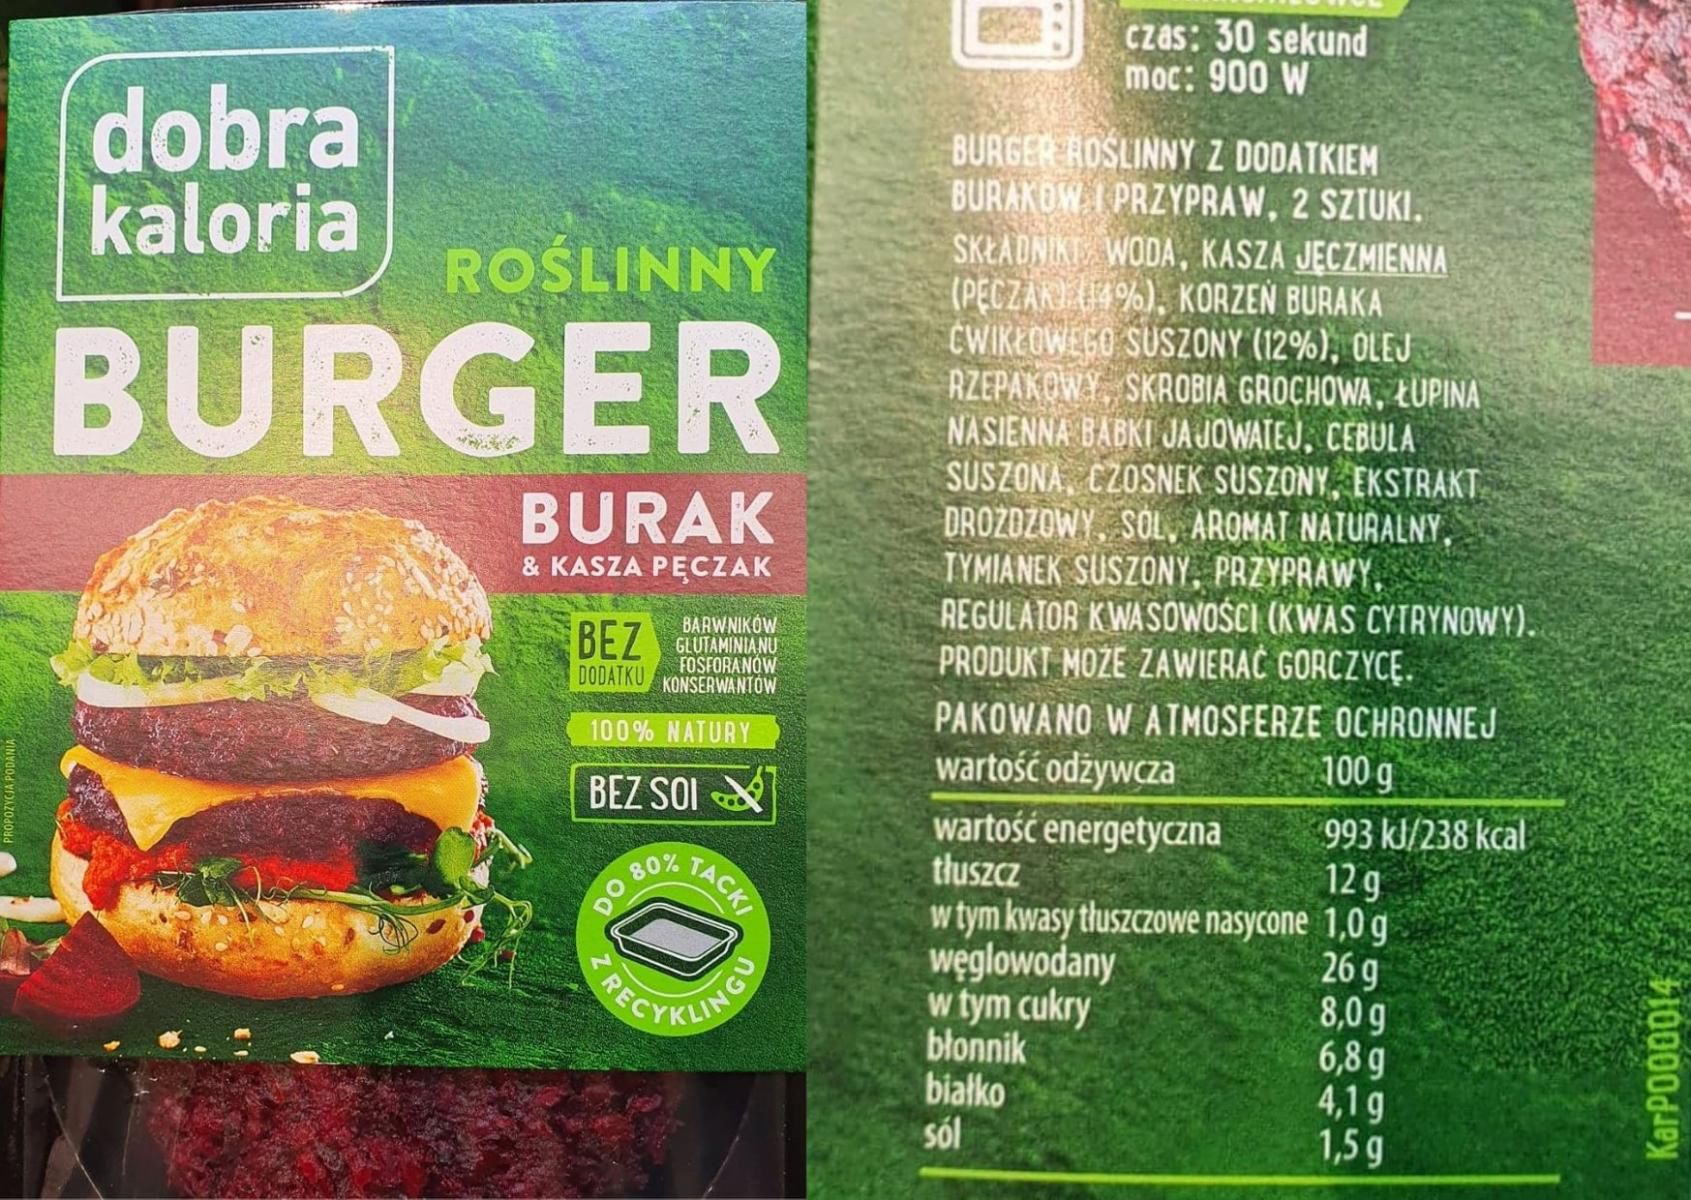 dobra
kaloria
ROŚLINNY
BURGER
BURAK
& KASZA PĘCZAK
BEZ
DODATKU
BARWNIKÓW
GLUTAMINIANU
FOSFORANÓW
KONSERWANTÓW
100% NATURY
BEZ SOI
DO 80% TACKI
Z RECYKLINGU
PROPOZYCJA PODANIA
czas: 30 sekund
moc: 900 W
BURGER ROŚLINNY Z DODATKIEM
BURAKÓW I PRZYPRAW, 2 SZTUKI.
SKŁADNIKI: WODA, KASZA JĘCZMIENNA
(PĘCZAK) (14%), KORZEŃ BURAKA
ĆWIKŁOWEGO SUSZONY (12%), OLEJ
RZEPAKOWY, SKROBIA GROCHOWA, ŁUPINA
NASIENNA BABKI JAJOWATEJ, CEBULA
SUSZONA, CZOSNEK SUSZONY, EKSTRAKT
DROŻDŻOWY, SÓL, AROMAT NATURALNY,
TYMIANEK SUSZONY, PRZYPRAWY,
REGULATOR KWASOWOŚCI (KWAS CYTRYNOWY).
PRODUKT MOŻE ZAWIERAĆ GORCZYCĘ.
PAKOWANO W ATMOSFERZE OCHRONNEJ
wartość odżywcza 100 g
wartość energetyczna 993 kJ/238 kcal
tłuszcz 12 g
w tym kwasy tłuszczowe nasycone 1,0 g
węglowodany 26 g
w tym cukry 8,0 g
błonnik 6,8 g
białko 4,1 g
sól 1,5 g
KarP00014